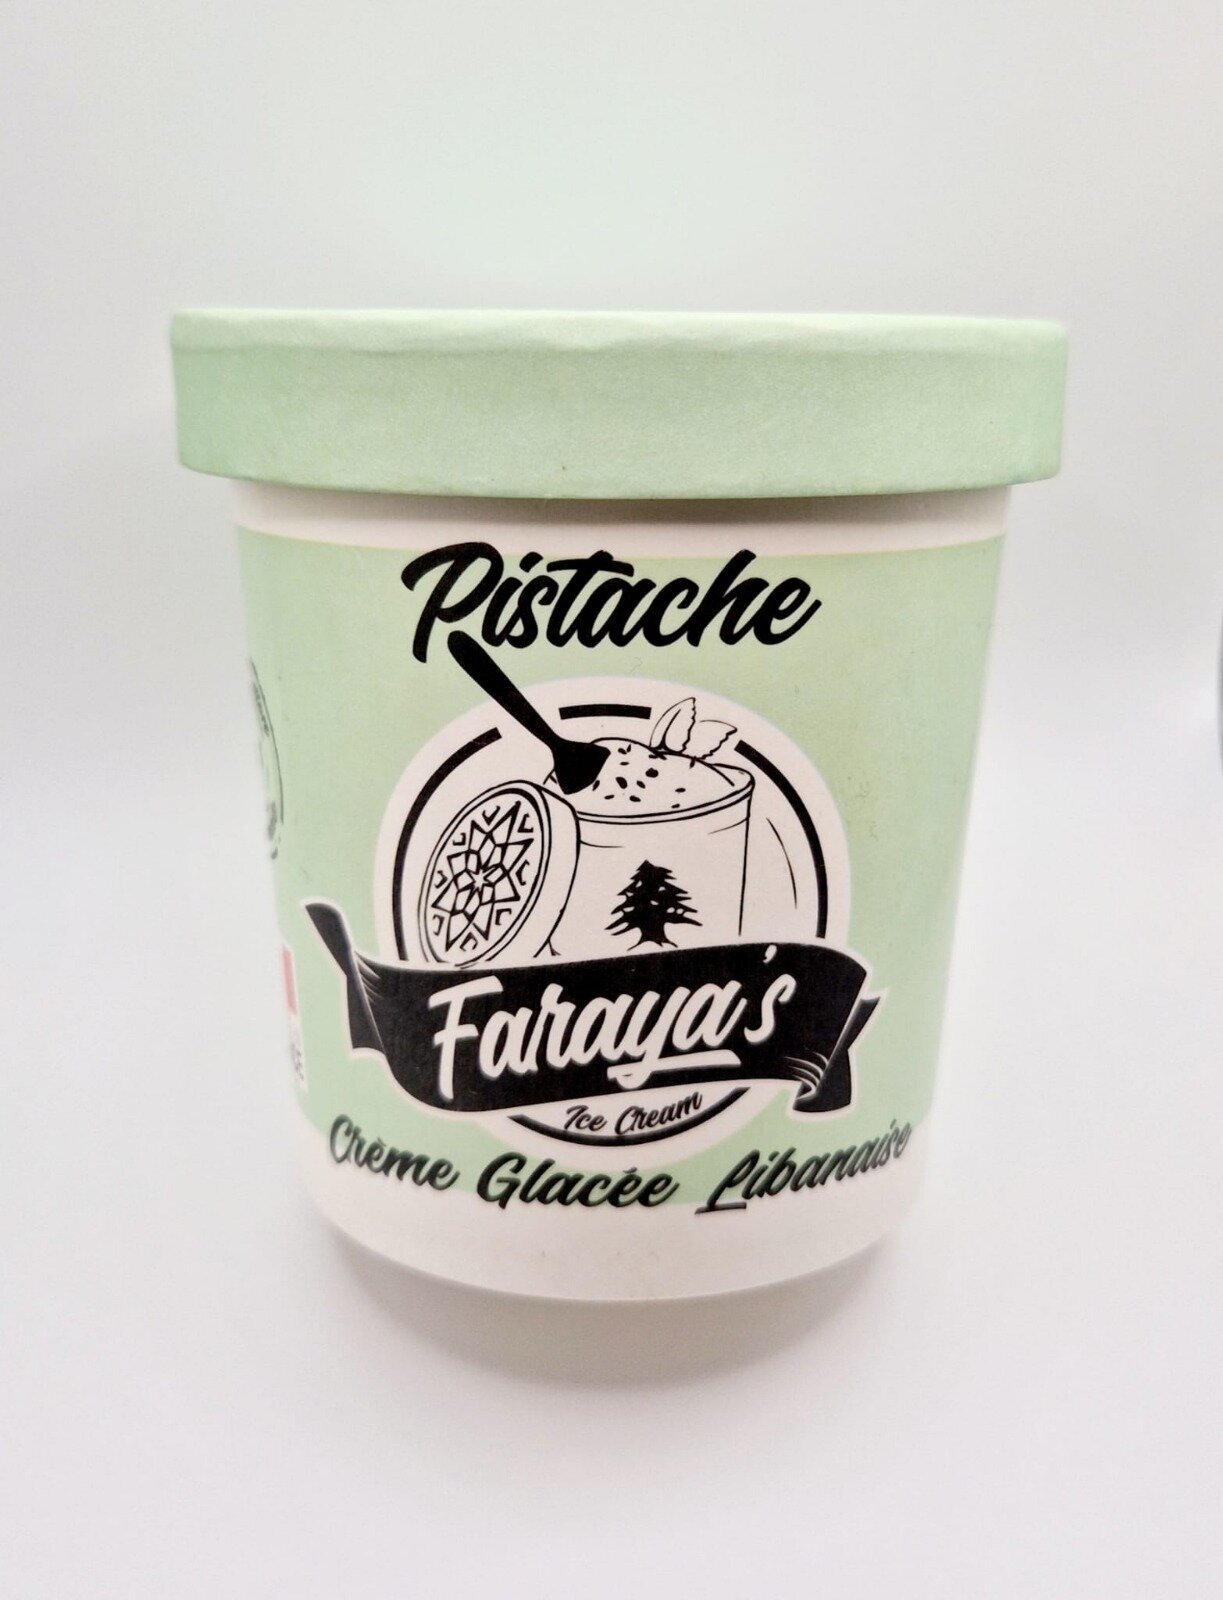 Pistache
Faraya's
Ice Cream
Crème Glacée Libanaise